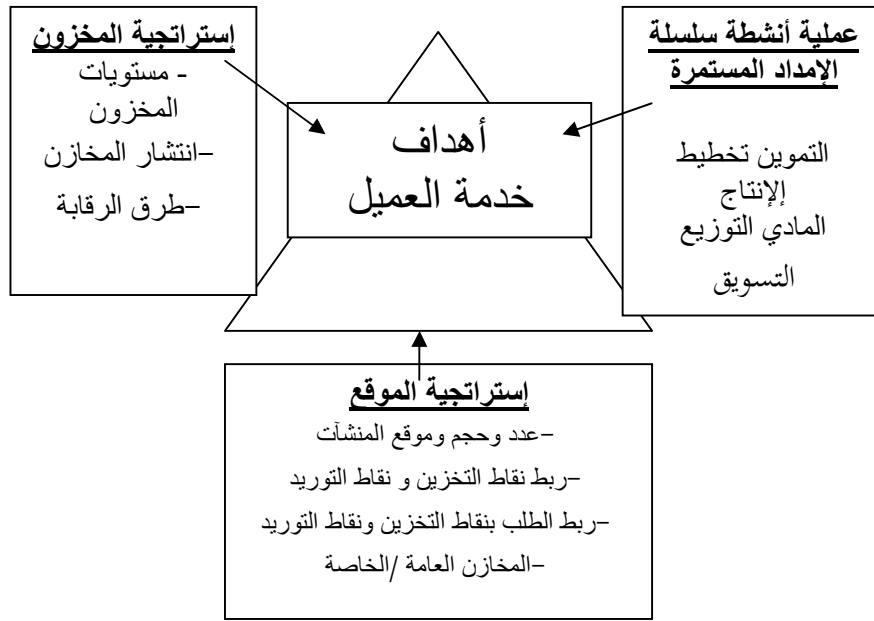 عملية أنشطة سلسلة
الإمداد المستمرة
التموين تخطيط
الإنتاج
المادي التوزيع
التسويق
أهداف
خدمة العميل
إستراتجية المخزون
- مستويات
المخزون
-انتشار المخازن
-طرق الرقابة
إستراتجية الموقع
-عدد وحجم وموقع المنشآت
-ربط نقاط التخزين و نقاط التوريد
-ربط الطلب بنقاط التخزين ونقاط التوريد
-المخازن العامة /الخاصة